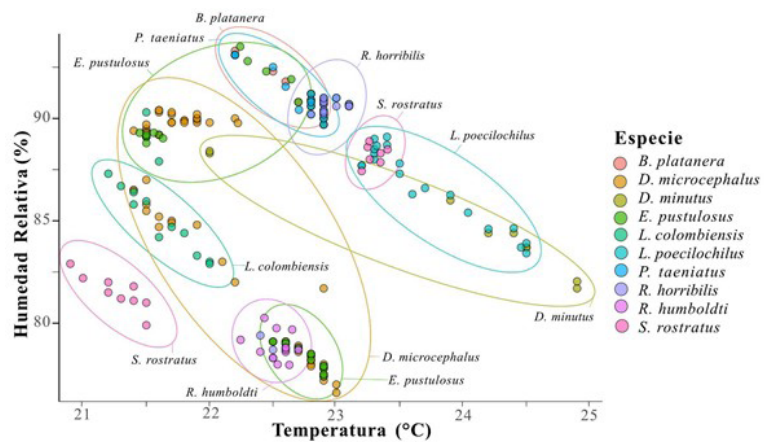 B. platanera
P. taeniatus
E. pustulosus
R. horribilis
S. rostratus
L. poecilochilus
L. colombiensis
D. minutus
S. rostratus
D. microcephalus
E. pustulosus
R. humboldti
Humedad Relativa (%)
90
85
80
21
22
23
24
25
Temperatura (°C)
Especie
B. platanera
D. microcephalus
D. minutus
E. pustulosus
L. colombiensis
L. poecilochilus
P. taeniatus
R. horribilis
R. humboldti
S. rostratus